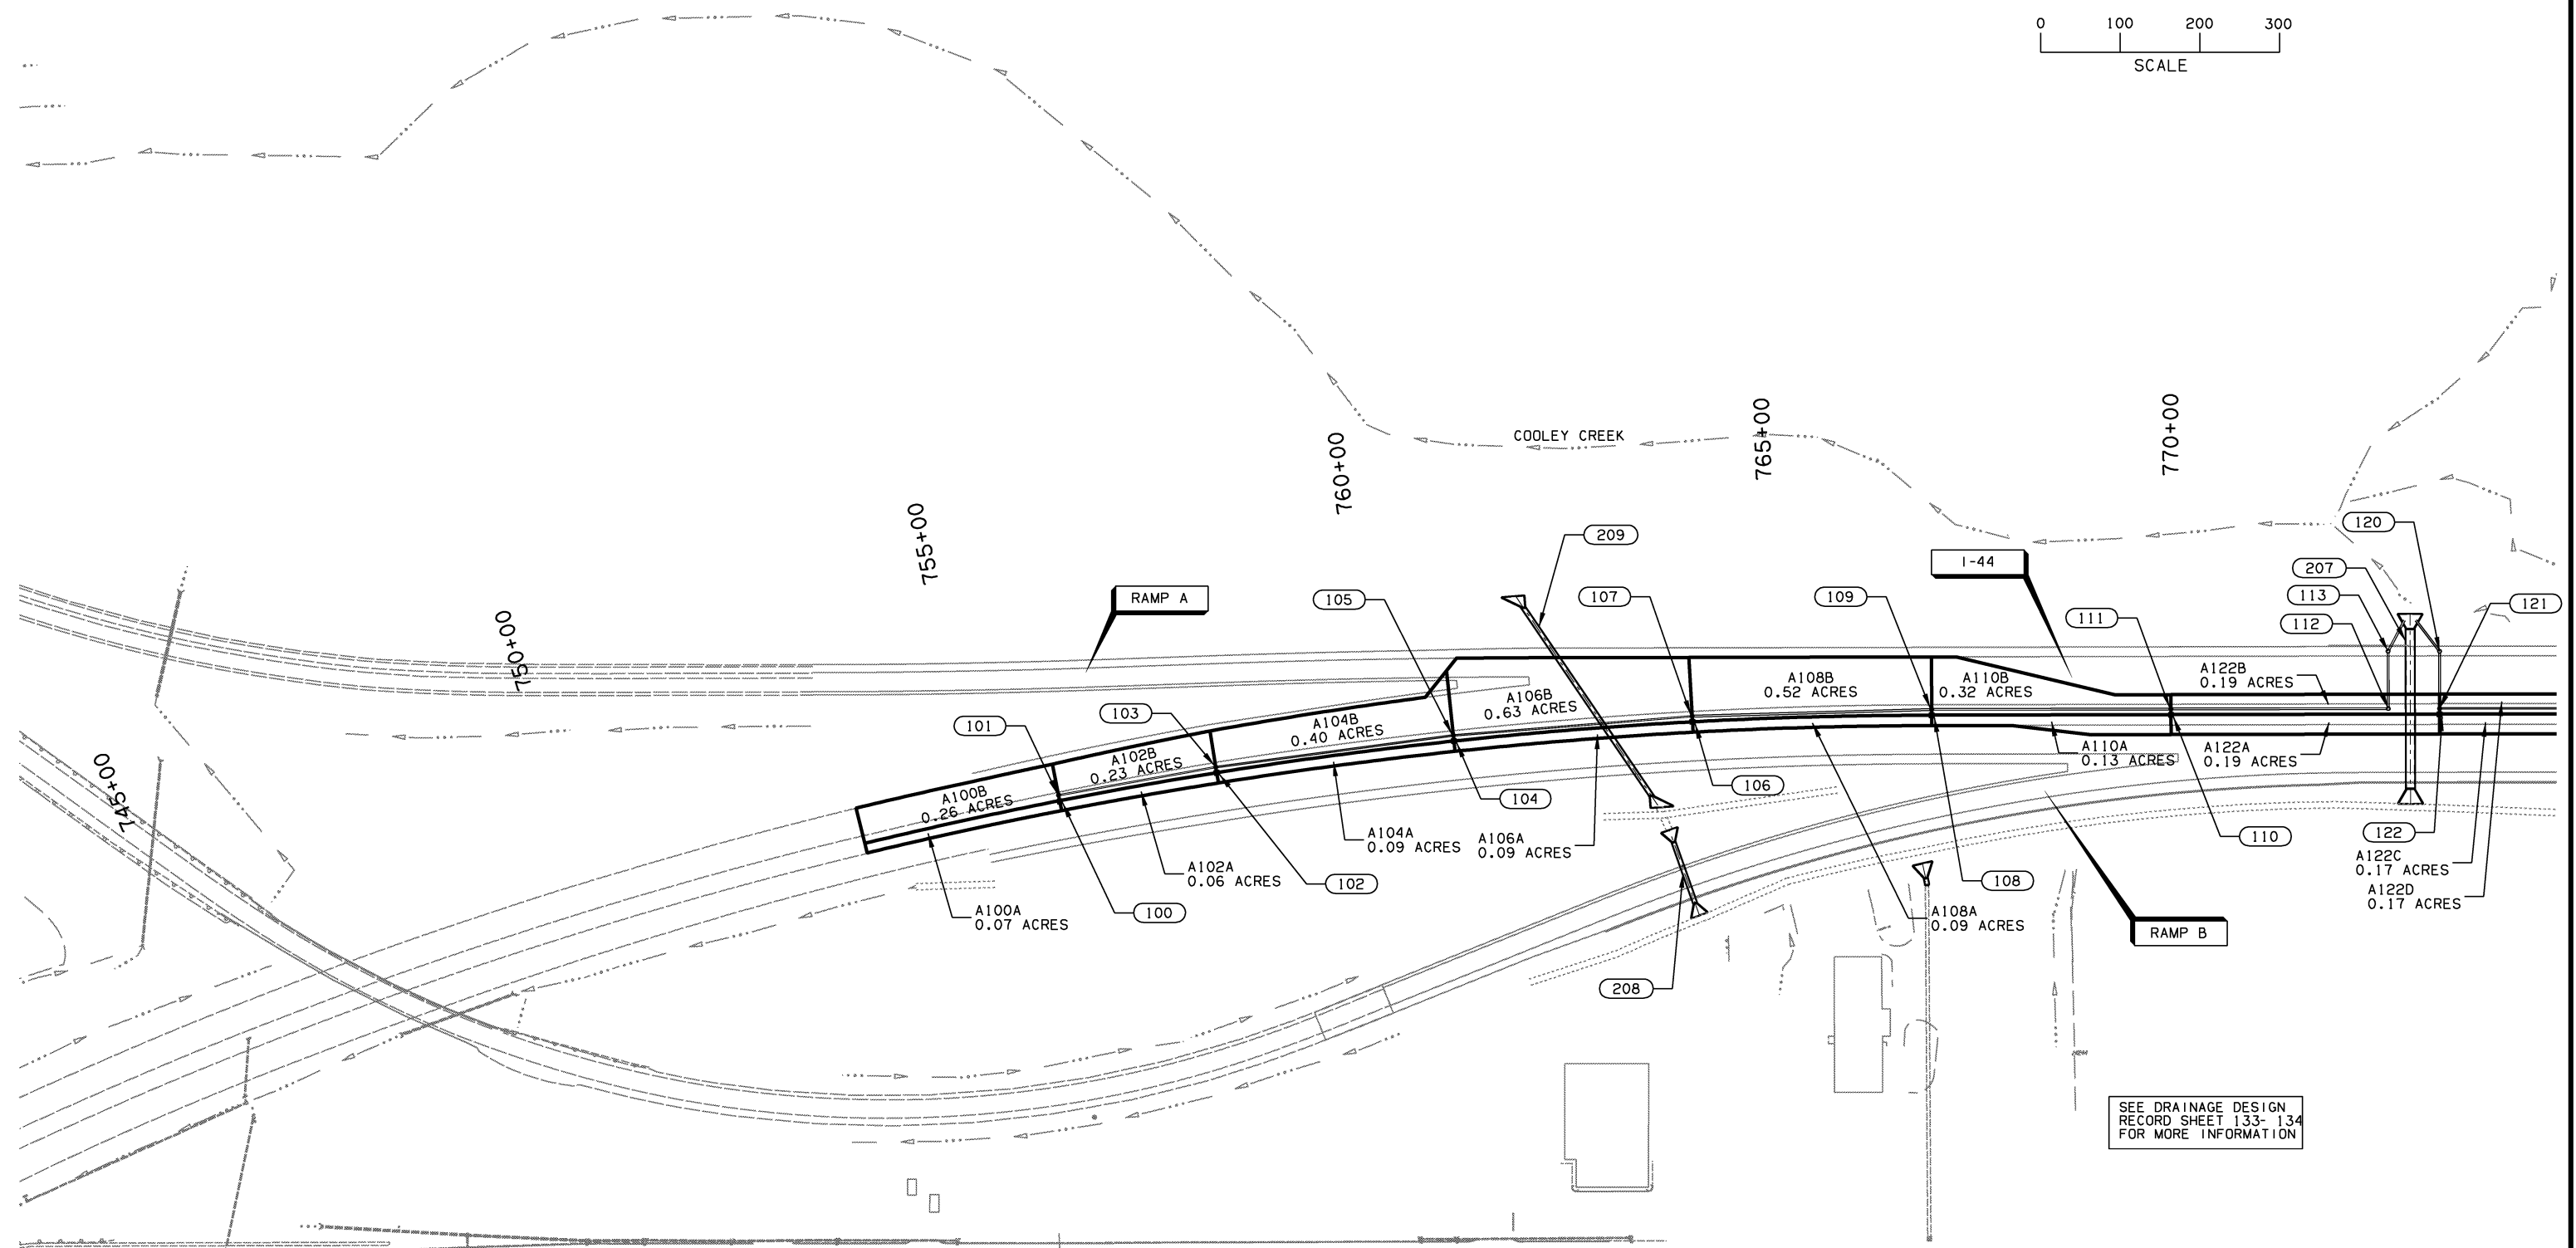 0 100 200 300
SCALE
COOLEY CREEK
745+00
750+00
755+00
760+00
765+00
770+00
RAMP A
I-44
RAMP B
209
105
107
109
111
120
207
113
112
121
101
103
104
106
110
122
102
100
108
208
A100B
0.26 ACRES
A102B
0.23 ACRES
A104B
0.40 ACRES
A106B
0.63 ACRES
A108B
0.52 ACRES
A110B
0.32 ACRES
A122B
0.19 ACRES
A100A
0.07 ACRES
A102A
0.06 ACRES
A104A
0.09 ACRES
A106A
0.09 ACRES
A108A
0.09 ACRES
A110A
0.13 ACRES
A122A
0.19 ACRES
A122C
0.17 ACRES
A122D
0.17 ACRES
SEE DRAINAGE DESIGN
RECORD SHEET 133- 134
FOR MORE INFORMATION